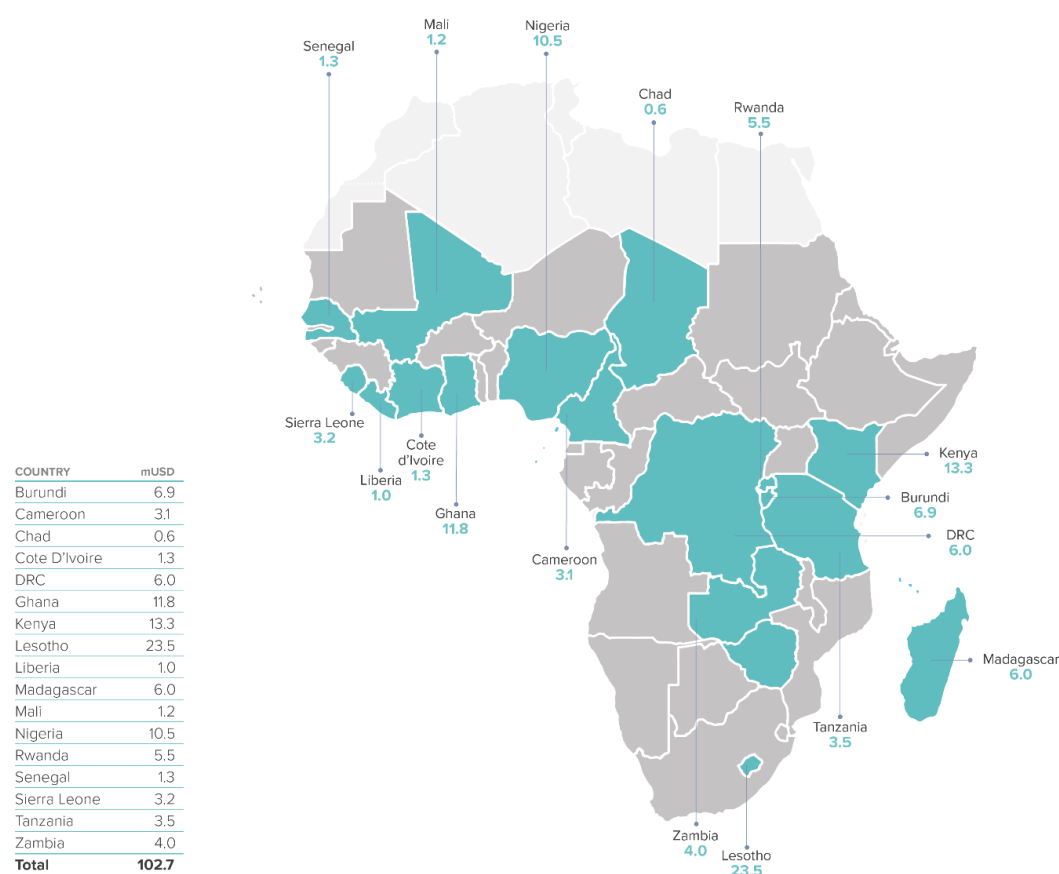 Mali
1.2
Nigeria
10.5
Senegal
1.3
Chad
0.6
Rwanda
5.5
Sierra Leone
3.2
Cote
d'Ivoire
1.3
Liberia
1.0
Ghana
11.8
Cameroon
3.1
Kenya
13.3
Burundi
6.9
DRC
6.0
Madagascar
6.0
Tanzania
3.5
Zambia
4.0
Lesotho
23.5
COUNTRY mUSD
Burundi 6.9
Cameroon 3.1
Chad 0.6
Cote D'Ivoire 1.3
DRC 6.0
Ghana 11.8
Kenya 13.3
Lesotho 23.5
Liberia 1.0
Madagascar 6.0
Mali 1.2
Nigeria 10.5
Rwanda 5.5
Senegal 1.3
Sierra Leone 3.2
Tanzania 3.5
Zambia 4.0
Total 102.7